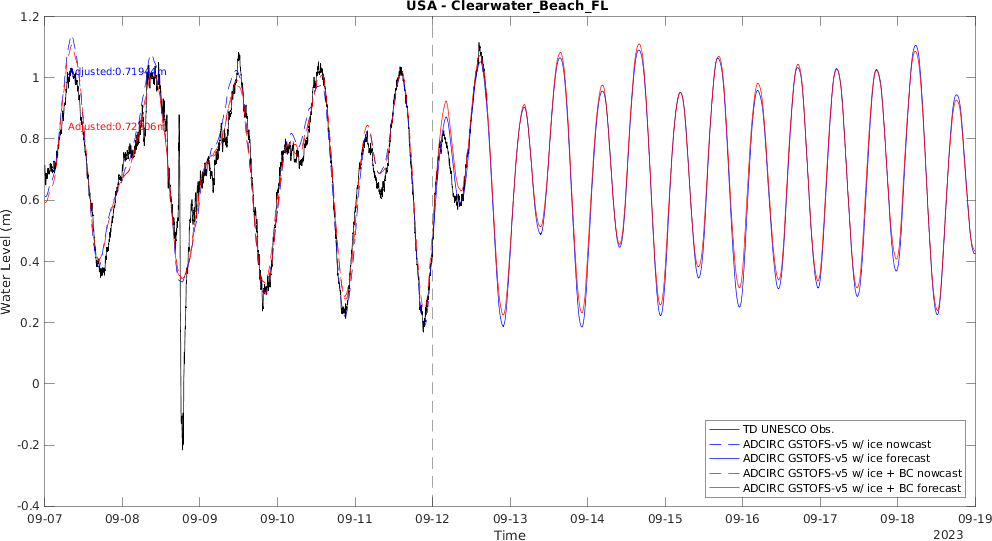 USA - Clearwater_Beach_FL
1.2
1
0.8
0.6
0.4
0.2
0
-0.2
-0.4
Water Level (m)
09-07
09-08
09-09
09-10
09-11
09-12
09-13
09-14
09-15
09-16
09-17
09-18
09-19
2023
Time
TD UNESCO Obs.
ADCIRC GSTOFS-v5 w/ ice nowcast
ADCIRC GSTOFS-v5 w/ ice forecast
ADCIRC GSTOFS-v5 w/ ice + BC nowcast
ADCIRC GSTOFS-v5 w/ ice + BC forecast